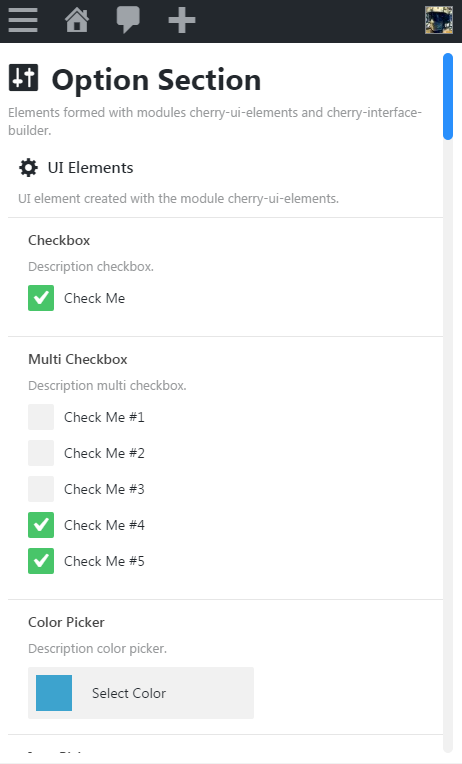 Option Section
Elements formed with modules cherry-ui-elements and cherry-interface-
builder.
UI Elements
UI element created with the module cherry-ui-elements.
Checkbox
Description checkbox.
Check Me
Multi Checkbox
Description multi checkbox.
Check Me #1
Check Me #2
Check Me #3
Check Me #4
Check Me #5
Color Picker
Description color picker.
Select Color